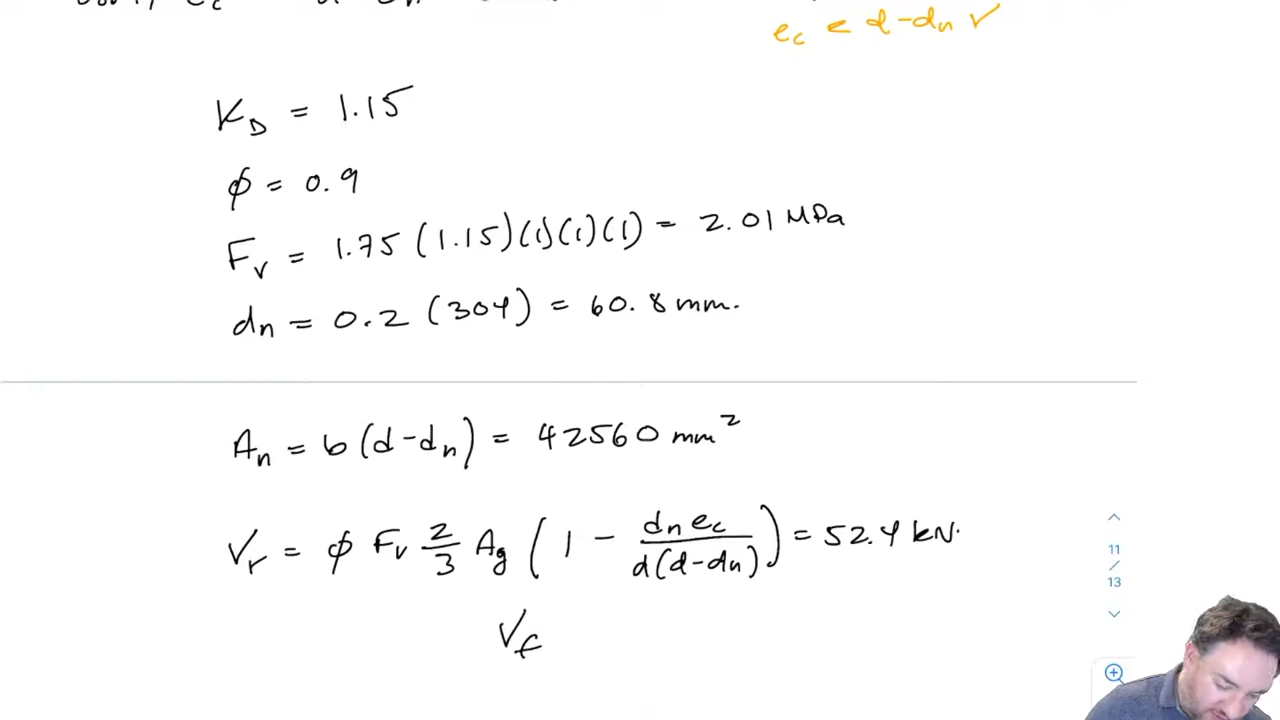 e_c < d-d_n ✓
K_D = 1.15
φ = 0.9
F_v = 1.75 (1.15)(1)(1)(1) = 2.01 MPa
d_n = 0.2 (304) = 60.8 mm.
A_n = b (d-d_n) = 42560 mm²
V_r = φ F_v 2/3 A_g (1 - d_n e_c / d(d-d_n)) = 52.4 kN.
V_f
11
/
13